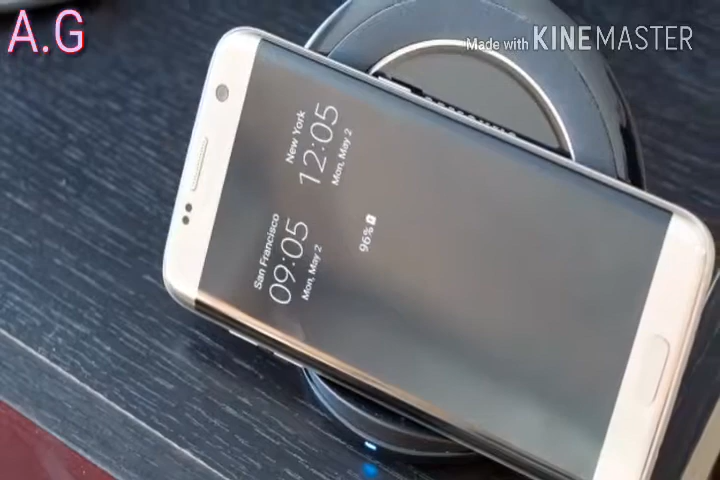 A.G
Made with KINEMASTER
San Francisco
09:05
Mon, May 2
New York
12:05
Mon, May 2
96%